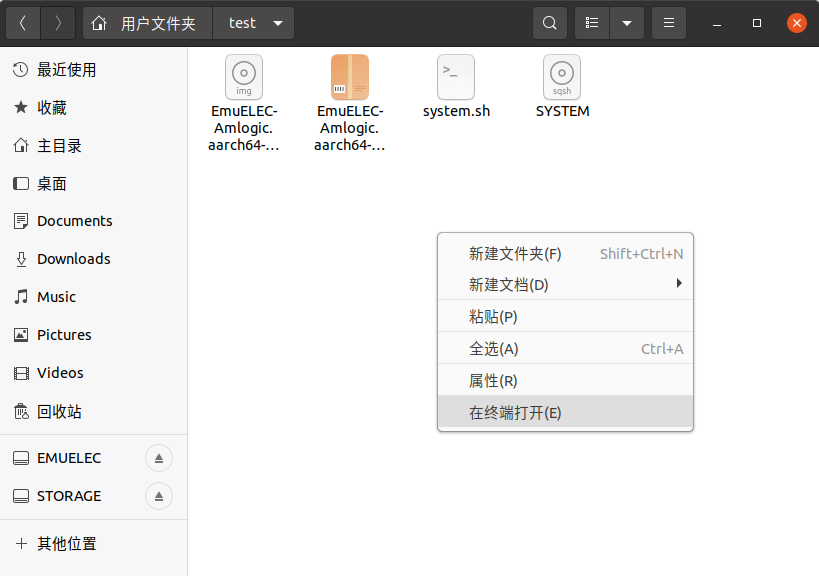 用户文件夹
test
最近使用
收藏
主目录
桌面
Documents
Downloads
Music
Pictures
Videos
回收站
EMUELEC
STORAGE
其他位置
img
EmuELEC-
Amlogic.
aarch64-...
EmuELEC-
Amlogic.
aarch64-...
>_
system.sh
sqsh
SYSTEM
新建文件夹(F) Shift+Ctrl+N
新建文档(D)
粘贴(P)
全选(A) Ctrl+A
属性(R)
在终端打开(E)